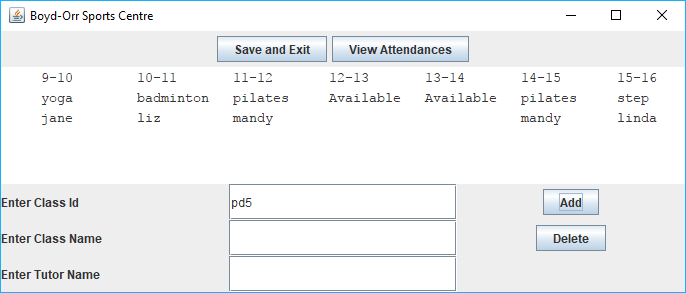 Boyd-Orr Sports Centre
Save and Exit View Attendances
9-10 10-11 11-12 12-13 13-14 14-15 15-16
yoga badminton pilates Available Available pilates step
jane liz mandy mandy linda
Enter Class Id pd5 Add
Enter Class Name Delete
Enter Tutor Name